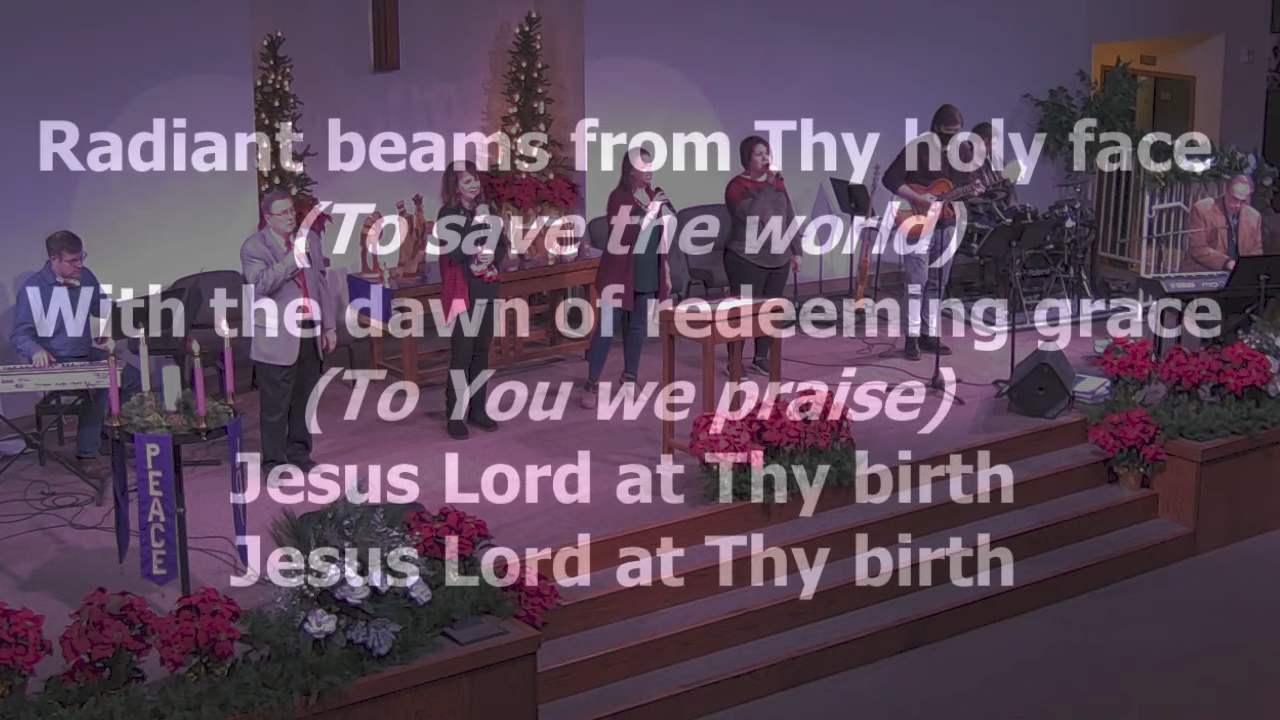 Radiant beams from Thy holy face
(To save the world)
With the dawn of redeeming grace
(To You we praise)
Jesus Lord at Thy birth
Jesus Lord at Thy birth
PEACE